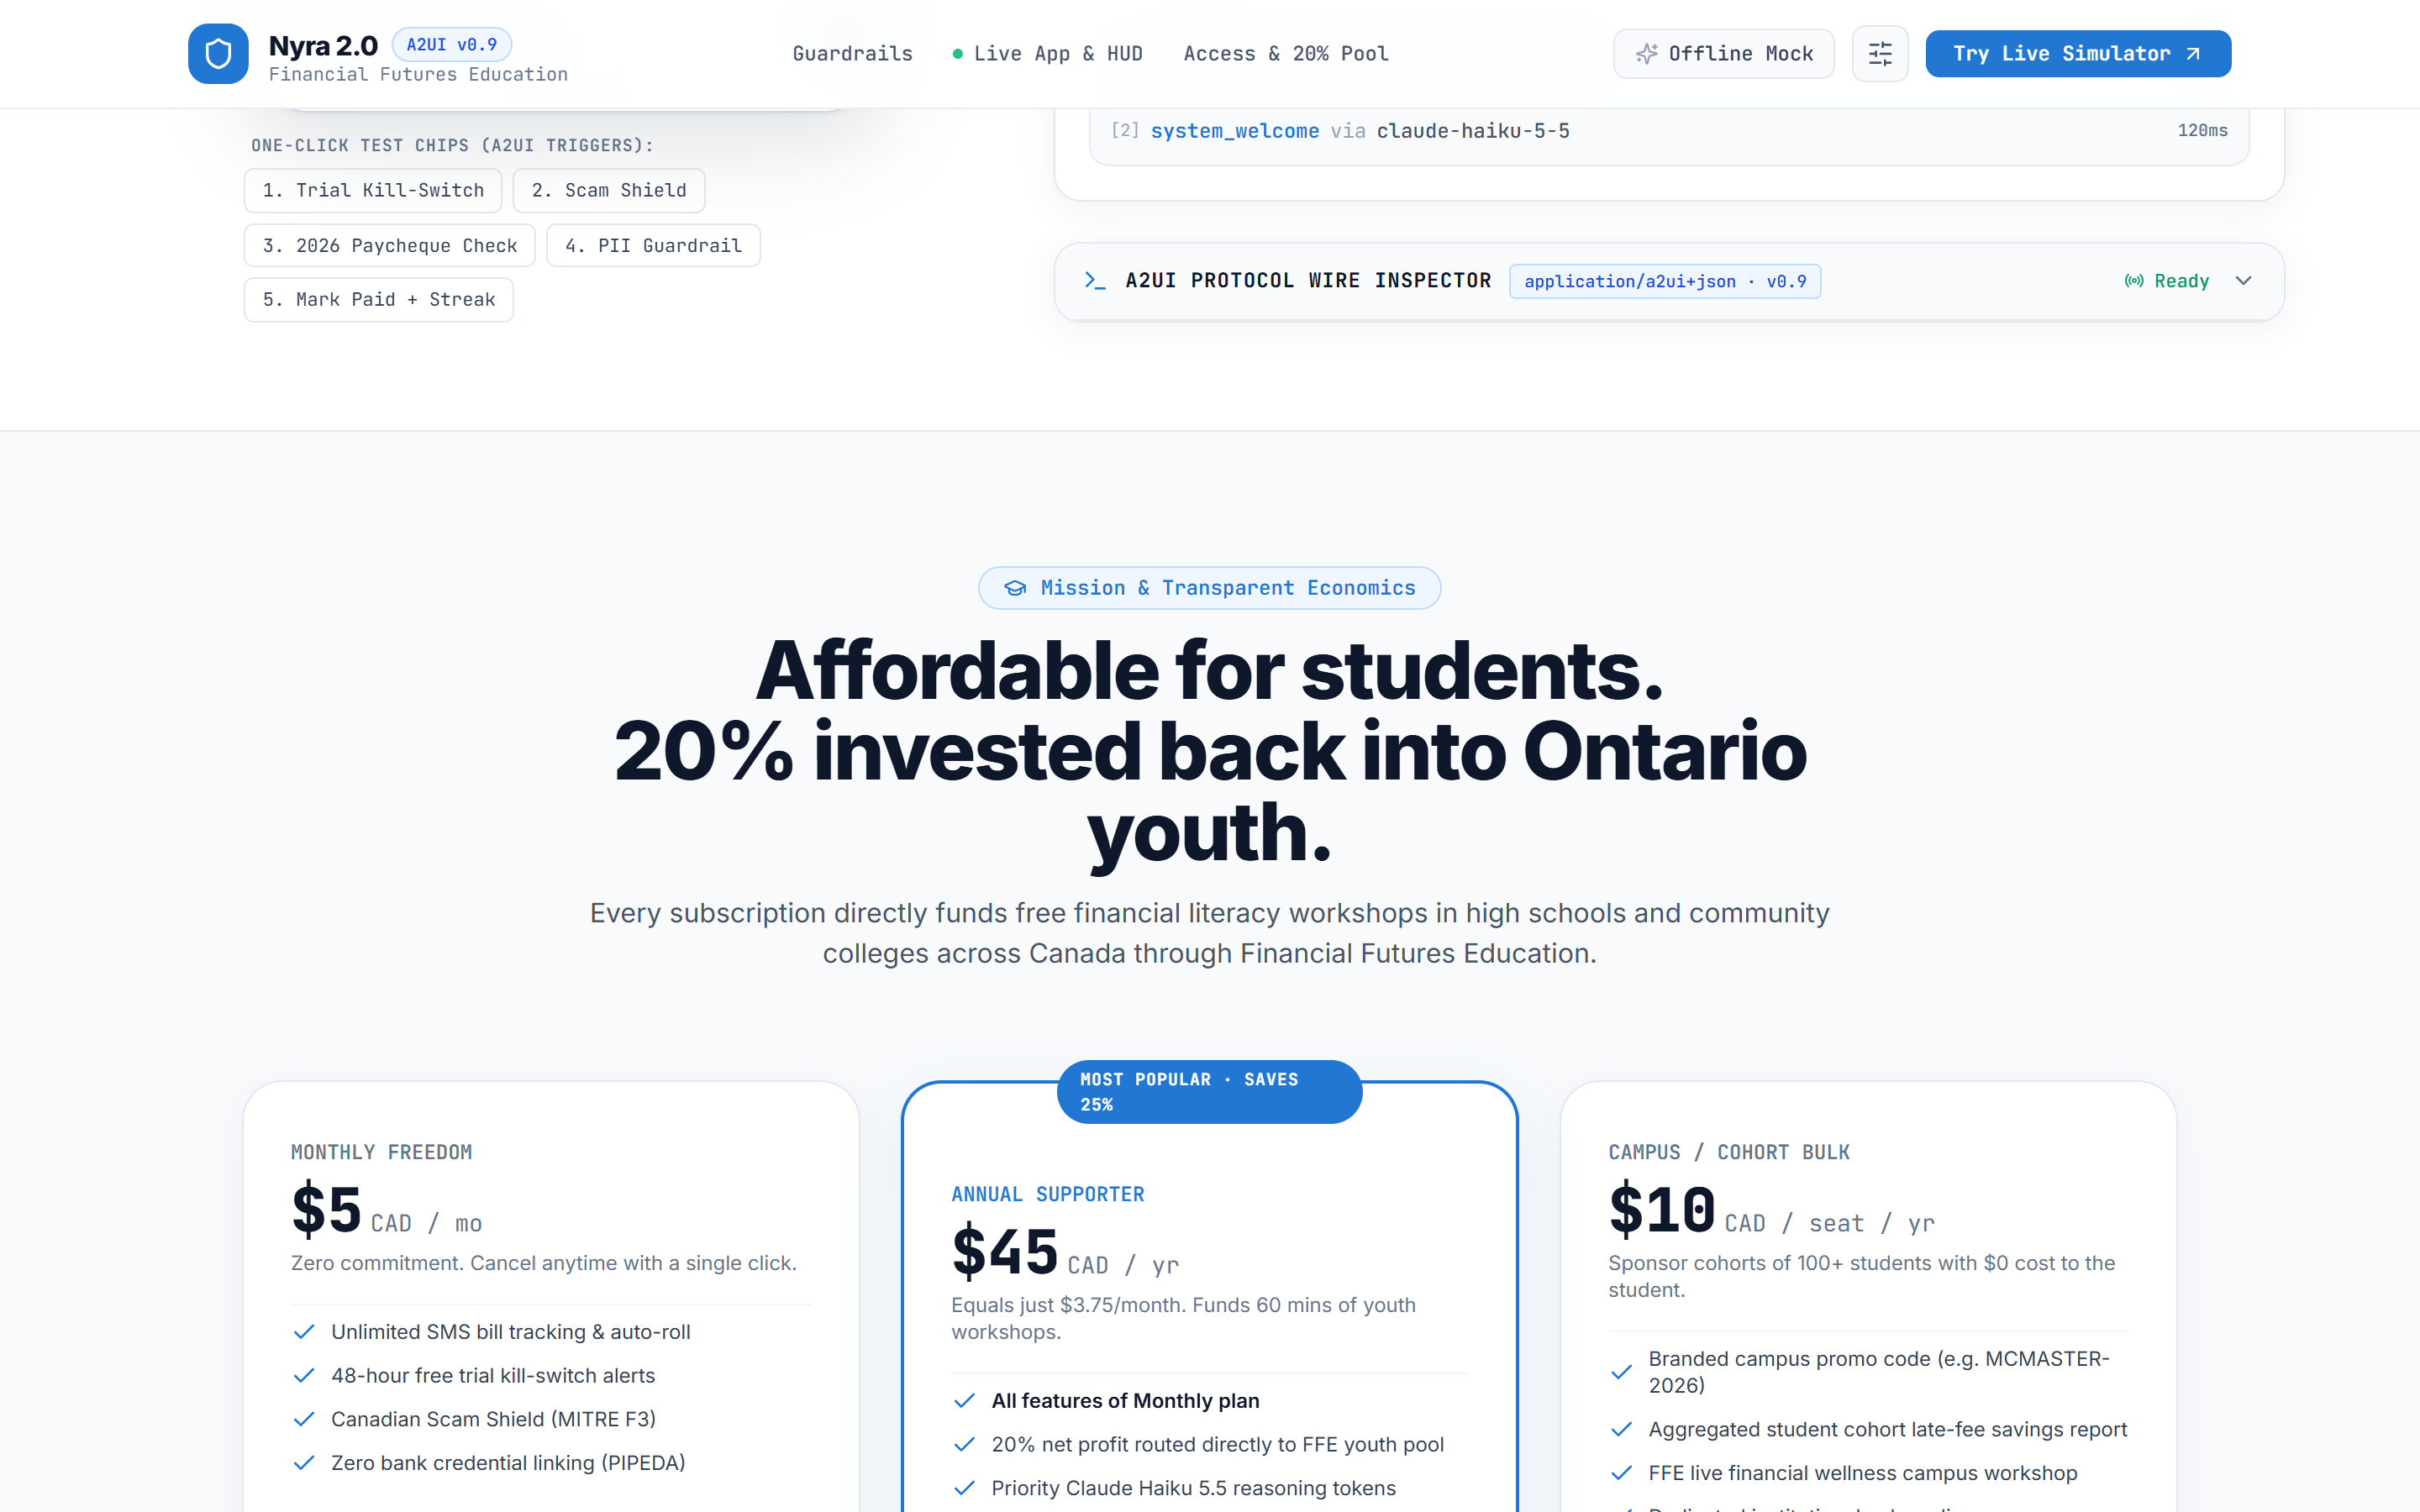 Nyra 2.0
A2UI v0.9
Financial Futures Education
Guardrails
Live App & HUD
Access & 20% Pool
Offline Mock
Try Live Simulator
ONE-CLICK TEST CHIPS (A2UI TRIGGERS):
1. Trial Kill-Switch
2. Scam Shield
3. 2026 Paycheque Check
4. PII Guardrail
5. Mark Paid + Streak
[2] system_welcome via claude-haiku-5-5
120ms
A2UI PROTOCOL WIRE INSPECTOR
application/a2ui+json · v0.9
Ready
Mission & Transparent Economics
Affordable for students.
20% invested back into Ontario
youth.
Every subscription directly funds free financial literacy workshops in high schools and community
colleges across Canada through Financial Futures Education.
MONTHLY FREEDOM
$5 CAD / mo
Zero commitment. Cancel anytime with a single click.
Unlimited SMS bill tracking & auto-roll
48-hour free trial kill-switch alerts
Canadian Scam Shield (MITRE F3)
Zero bank credential linking (PIPEDA)
MOST POPULAR · SAVES
25%
ANNUAL SUPPORTER
$45 CAD / yr
Equals just $3.75/month. Funds 60 mins of youth
workshops.
All features of Monthly plan
20% net profit routed directly to FFE youth pool
Priority Claude Haiku 5.5 reasoning tokens
CAMPUS / COHORT BULK
$10 CAD / seat / yr
Sponsor cohorts of 100+ students with $0 cost to the
student.
Branded campus promo code (e.g. MCMASTER-
2026)
Aggregated student cohort late-fee savings report
FFE live financial wellness campus workshop